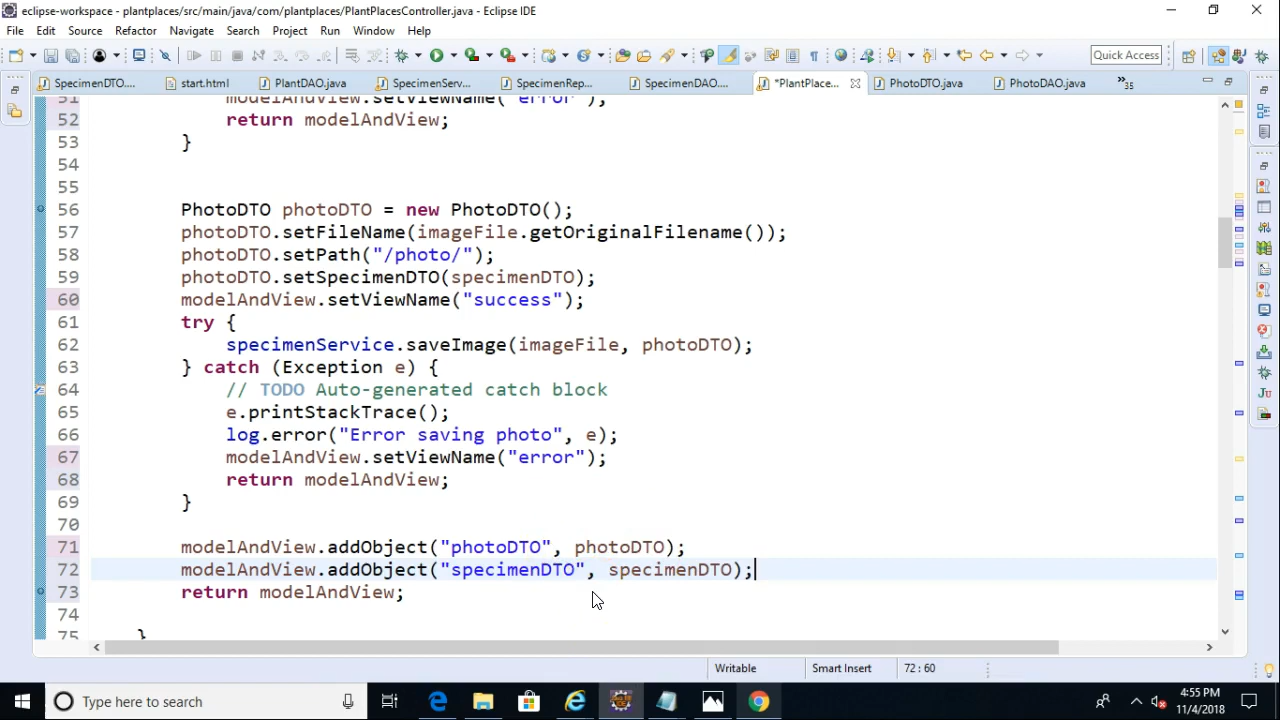 eclipse-workspace - plantplaces/src/main/java/com/plantplaces/PlantPlacesController.java - Eclipse IDE
File Edit Source Refactor Navigate Search Project Run Window Help
Quick Access
SpecimenDTO.... start.html PlantDAO.java SpecimenServ... SpecimenRep... SpecimenDAO.... *PlantPlace... PhotoDTO.java PhotoDAO.java »35
51 modelAndView.setViewName("error");
52 return modelAndView;
53 }
54
55
56 PhotoDTO photoDTO = new PhotoDTO();
57 photoDTO.setFileName(imageFile.getOriginalFilename());
58 photoDTO.setPath("/photo/");
59 photoDTO.setSpecimenDTO(specimenDTO);
60 modelAndView.setViewName("success");
61 try {
62 specimenService.saveImage(imageFile, photoDTO);
63 } catch (Exception e) {
64 // TODO Auto-generated catch block
65 e.printStackTrace();
66 log.error("Error saving photo", e);
67 modelAndView.setViewName("error");
68 return modelAndView;
69 }
70
71 modelAndView.addObject("photoDTO", photoDTO);
72 modelAndView.addObject("specimenDTO", specimenDTO);
73 return modelAndView;
74
75 }
Writable Smart Insert 72 : 60
Type here to search
4:55 PM
11/4/2018